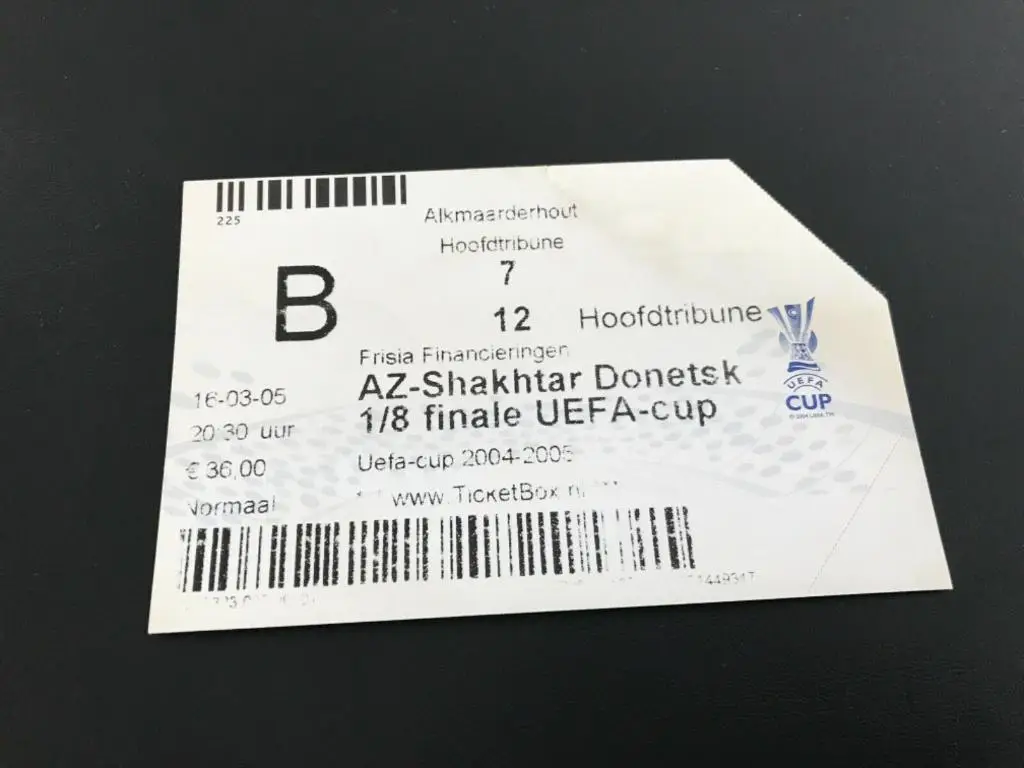 225
Alkmaarderhout
Hoofdtribune
7
B
12 Hoofdtribune
Frisia Financieringen
AZ-Shakhtar Donetsk
1/8 finale UEFA-cup
16-03-05
20:30 uur
€ 36,00
Uefa-cup 2004-2005
Normaal
www.TicketBox.nl
UEFA
CUP